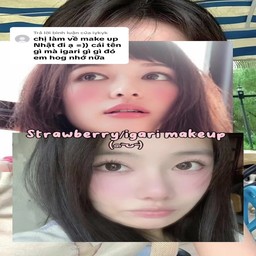 Trả lời bình luận của lykyk
chị làm về make up
Nhật đi ạ =)) cái tên
gì mà igari gì gì đó
em hog nhớ nữa
Strawberry/igari makeup